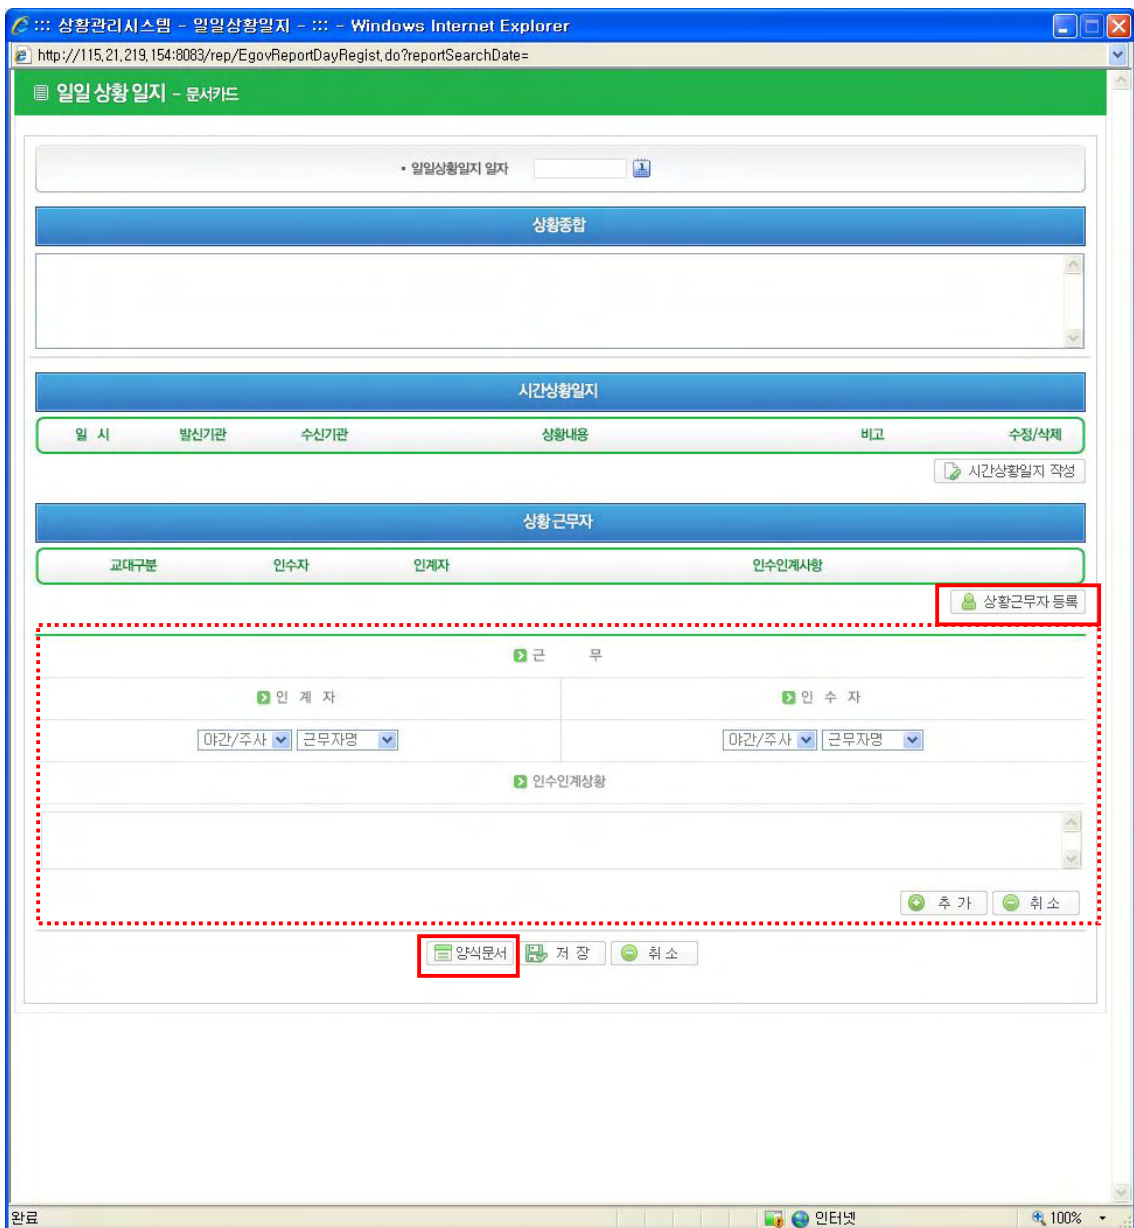 ::: 상황관리시스템 - 일일상황일지 - ::: - Windows Internet Explorer
http://115,21,219,154:8083/rep/EgovReportDayRegist,do?reportSearchDate=
일일 상황 일지 - 문서카드
• 일일상황일지 일자
상황종합
시간상황일지
일 시 발신기관 수신기관 상황내용 비고 수정/삭제
시간상황일지 작성
상황 근무자
교대구분 인수자 인계자 인수인계사항
상황근무자 등록
근 무
인 계 자 인 수 자
야간/주사 근무자명 야간/주사 근무자명
인수인계상황
추 가 취 소
양식문서 저 장 취 소
완료 인터넷 100%